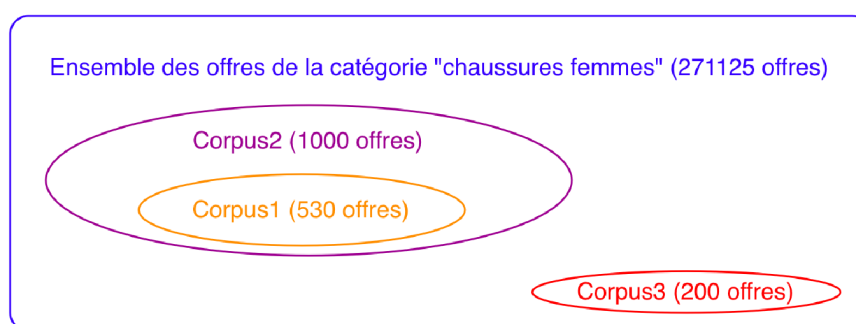 Ensemble des offres de la catégorie "chaussures femmes" (271125 offres)
Corpus2 (1000 offres)
Corpus1 (530 offres)
Corpus3 (200 offres)